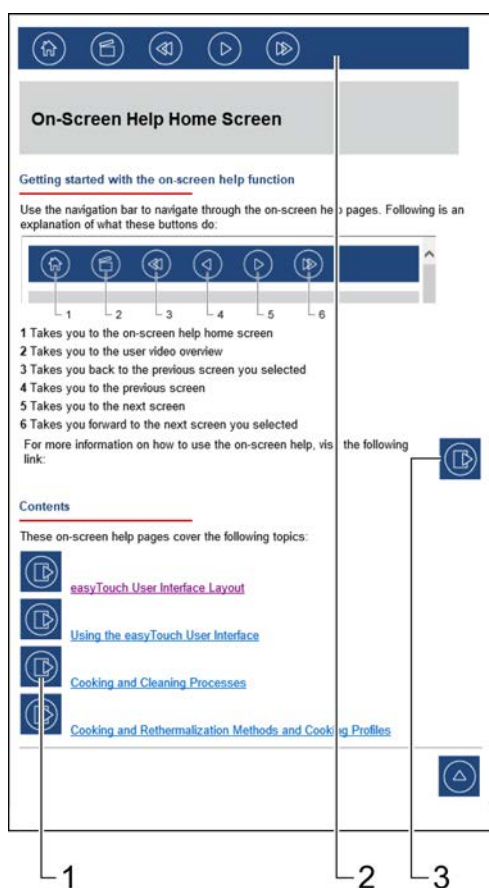 On-Screen Help Home Screen
Getting started with the on-screen help function
Use the navigation bar to navigate through the on-screen help pages. Following is an
explanation of what these buttons do:
1 2 3 4 5 6
1 Takes you to the on-screen help home screen
2 Takes you to the user video overview
3 Takes you back to the previous screen you selected
4 Takes you to the previous screen
5 Takes you to the next screen
6 Takes you forward to the next screen you selected
For more information on how to use the on-screen help, visit the following
link:
Contents
These on-screen help pages cover the following topics:
easyTouch User Interface Layout
Using the easyTouch User Interface
Cooking and Cleaning Processes
Cooking and Rethermalization Methods and Cooking Profiles
1 2 3